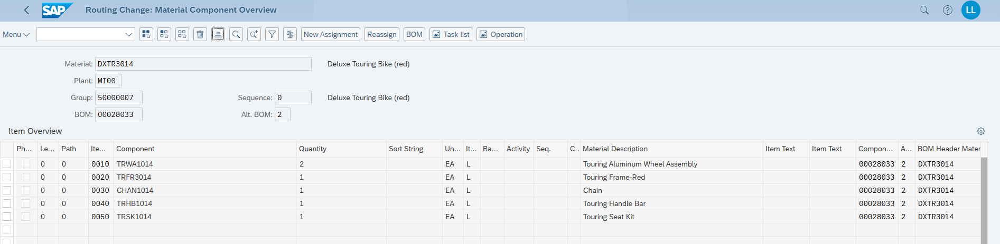 SAP Routing Change: Material Component Overview LL
Menu New Assignment Reassign BOM Task list Operation
Material: DXTR3014 Deluxe Touring Bike (red)
Plant: MI00
Group: 50000007 Sequence: 0 Deluxe Touring Bike (red)
BOM: 00028033 Alt. BOM: 2
Item Overview
Ph... Le... Path Ite... Component Quantity Sort String Un... It... Ba... Activity Seq. C.. Material Description Item Text Item Text Compon... A... BOM Header Mater
0 0 0010 TRWA1014 2 EA L Touring Aluminum Wheel Assembly 00028033 2 DXTR3014
0 0 0020 TRFR3014 1 EA L Touring Frame-Red 00028033 2 DXTR3014
0 0 0030 CHAN1014 1 EA L Chain 00028033 2 DXTR3014
0 0 0040 TRHB1014 1 EA L Touring Handle Bar 00028033 2 DXTR3014
0 0 0050 TRSK1014 1 EA L Touring Seat Kit 00028033 2 DXTR3014